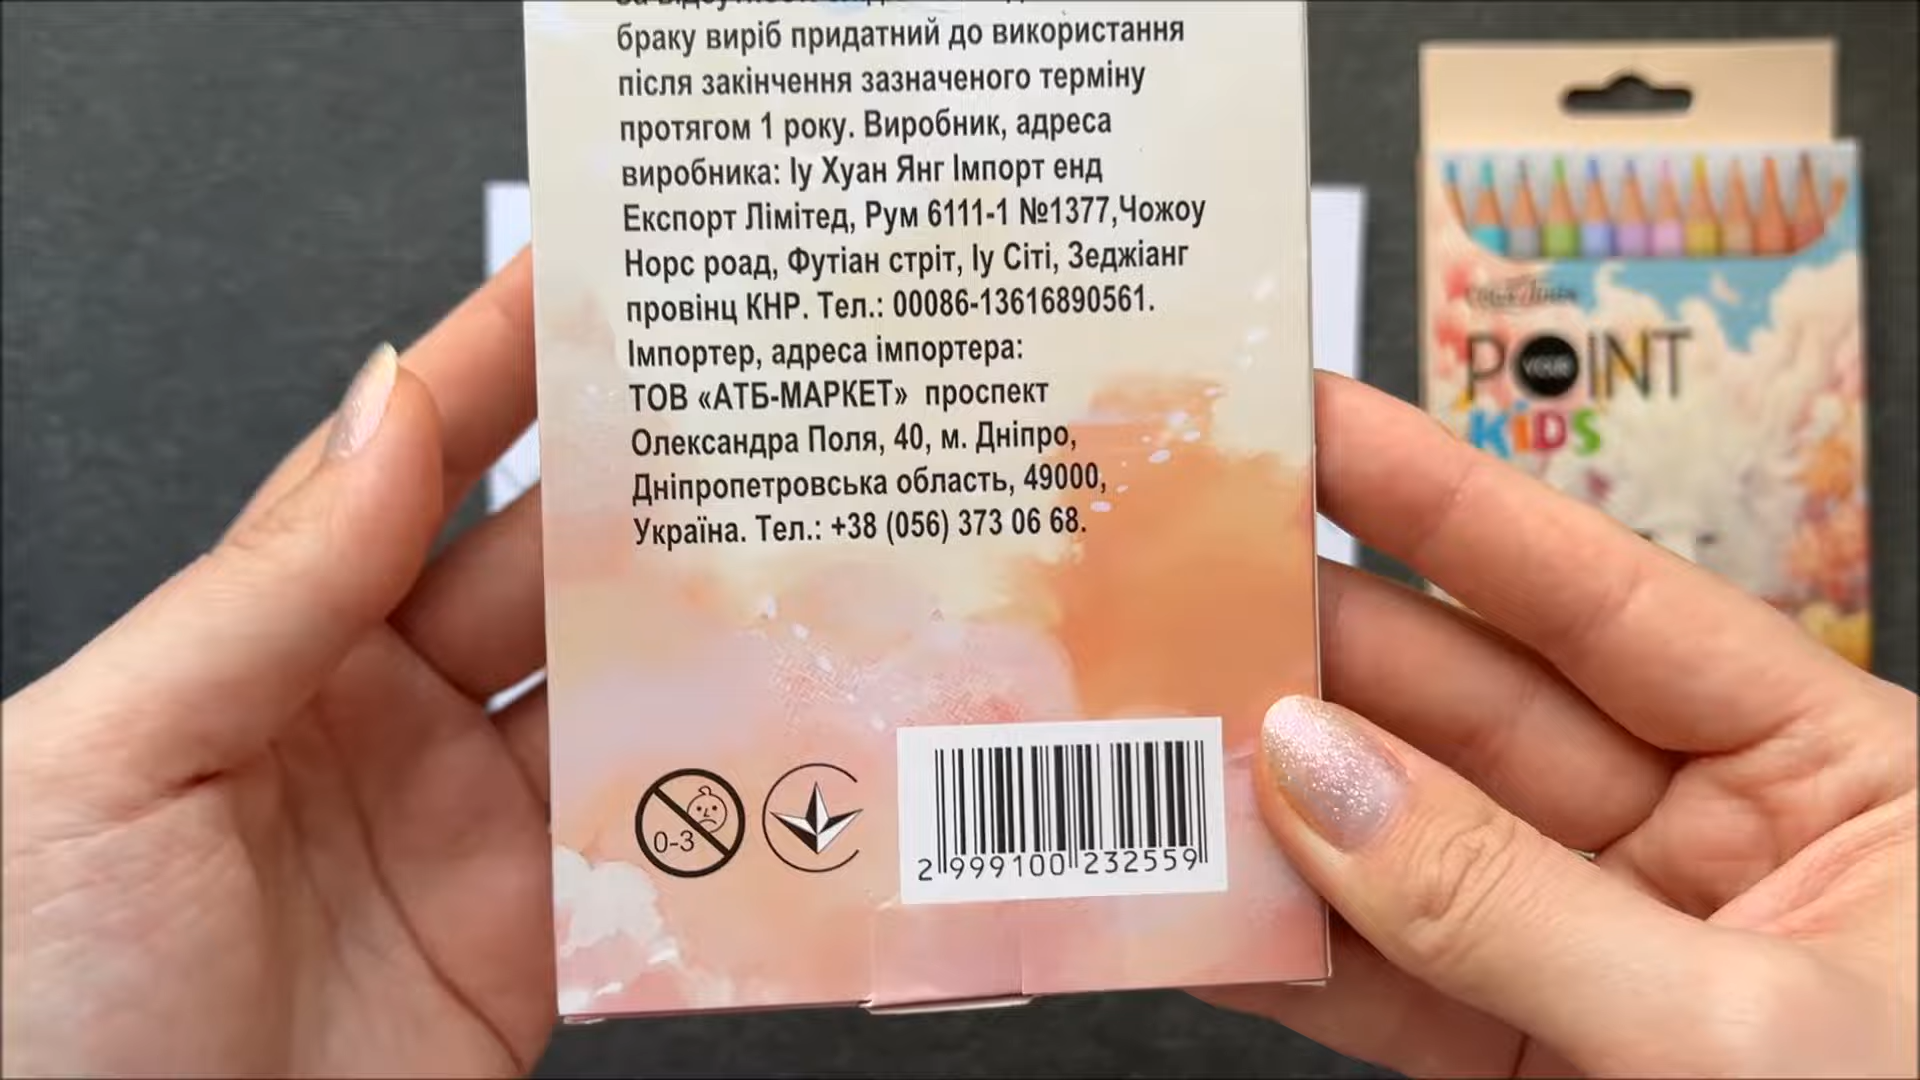 браку виріб придатний до використання
після закінчення зазначеного терміну
протягом 1 року. Виробник, адреса
виробника: Іу Хуан Янг Імпорт енд
Експорт Лімітед, Рум 6111-1 №1377,Чожоу
Норс роад, Футіан стріт, Іу Сіті, Зеджіанг
провінц КНР. Тел.: 00086-13616890561.
Імпортер, адреса імпортера:
ТОВ «АТБ-МАРКЕТ» проспект
Олександра Поля, 40, м. Дніпро,
Дніпропетровська область, 49000,
Україна. Тел.: +38 (056) 373 06 68.
0-3
2 999100 232559
POINT
YOUR
KiDS